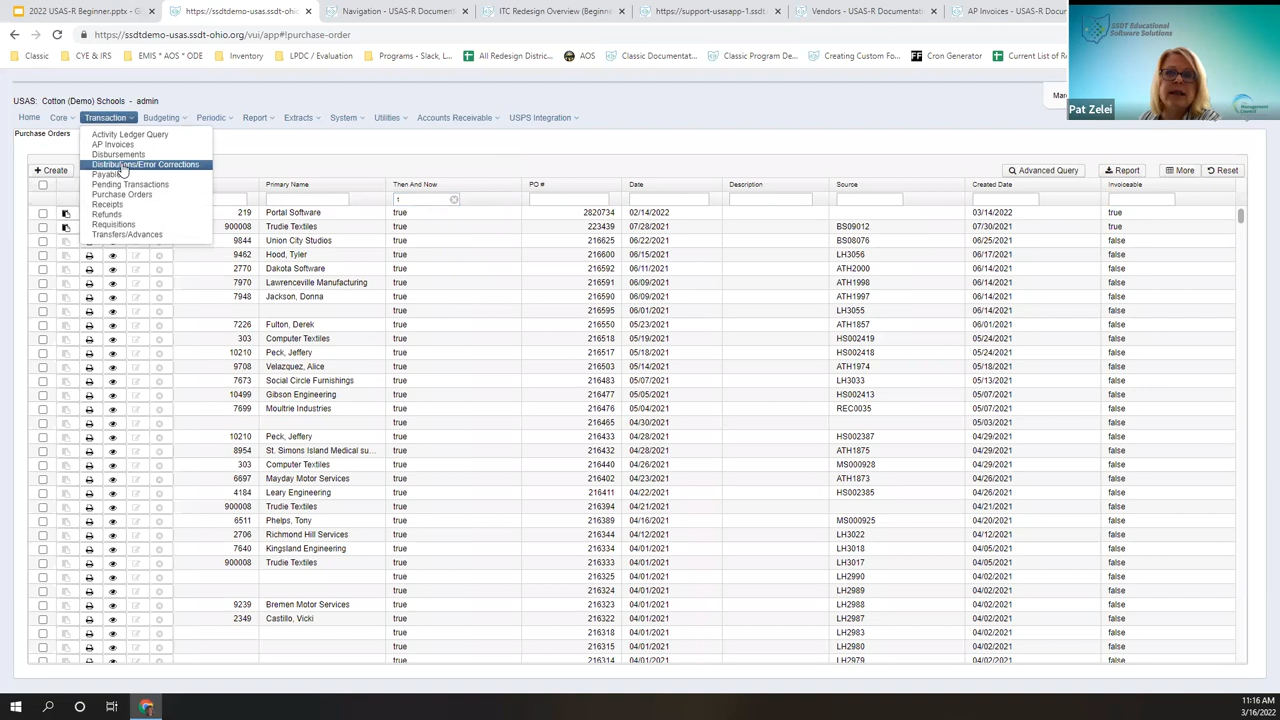 2022 USAS-R Beginner.pptx - G
https://ssdtdemo-usas.ssdt-ohi
Navigation - USAS-R Documenta
ITC Redesign Overview (Beginner
https://support-usasapp-1.ssdt
Vendors - USAS-R Documentati
AP Invoices - USAS-R Docu
https://ssdtdemo-usas.ssdt-ohio.org/vui/app#!purchase-order
Classic
CYE & IRS
EMIS * AOS * ODE
Inventory
LPDC / Evaluation
Programs - Slack, L...
All Redesign Distric...
AOS
Classic Documentat...
Classic Program De...
Creating Custom Fo...
Cron Generator
Current List of R
SSDT Educational
Software Solutions
Management
Council
Pat Zelei
USAS: Cotton (Demo) Schools - admin
Mar
Home Core Transaction Budgeting Periodic Report Extracts System Utilities Accounts Receivable USPS Integration
Purchase Orders
Activity Ledger Query
AP Invoices
Disbursements
Distributions/Error Corrections
Pending Transactions
Purchase Orders
Receipts
Refunds
Requisitions
Transfers/Advances
Create
Advanced Query
Report
More
Reset
Primary Name Then And Now PO # Date Description Source Created Date Invoiceable
t
219 Portal Software true 2820734 02/14/2022 03/14/2022 true
900008 Trudie Textiles true 223439 07/28/2021 BS09012 07/30/2021 true
9844 Union City Studios true 216625 06/22/2021 BS08076 06/25/2021 false
9462 Hood, Tyler true 216600 06/15/2021 LH3056 06/17/2021 false
2770 Dakota Software true 216592 06/11/2021 ATH2000 06/14/2021 false
7970 Lawrenceville Manufacturing true 216591 06/09/2021 ATH1998 06/14/2021 false
7948 Jackson, Donna true 216590 06/09/2021 ATH1997 06/14/2021 false
true 216595 06/01/2021 LH3055 06/14/2021 false
7226 Fulton, Derek true 216550 05/23/2021 ATH1857 06/01/2021 false
303 Computer Textiles true 216518 05/19/2021 HS002419 05/24/2021 false
10210 Peck, Jeffery true 216517 05/18/2021 HS002418 05/24/2021 false
9708 Velazquez, Alice true 216503 05/14/2021 ATH1974 05/18/2021 false
7673 Social Circle Furnishings true 216483 05/07/2021 LH3033 05/13/2021 false
10499 Gibson Engineering true 216477 05/05/2021 HS002413 05/07/2021 false
7699 Moultrie Industries true 216476 05/04/2021 REC0035 05/07/2021 false
true 216465 04/30/2021 05/03/2021 false
10210 Peck, Jeffery true 216433 04/28/2021 HS002387 04/29/2021 false
8954 St. Simons Island Medical su... true 216451 04/28/2021 ATH1875 04/29/2021 false
303 Computer Textiles true 216440 04/26/2021 MS000928 04/26/2021 false
6697 Mayday Motor Services true 216402 04/23/2021 ATH1873 04/26/2021 false
4184 Leary Engineering true 216411 04/22/2021 HS002385 04/26/2021 false
900008 Trudie Textiles true 216394 04/21/2021 04/21/2021 false
6511 Phelps, Tony true 216389 04/16/2021 MS000925 04/20/2021 false
2706 Richmond Hill Services true 216344 04/12/2021 LH3022 04/12/2021 false
7640 Kingsland Engineering true 216334 04/01/2021 LH3018 04/05/2021 false
900008 Trudie Textiles true 216333 04/01/2021 LH3017 04/05/2021 false
true 216325 04/01/2021 LH2990 04/02/2021 false
true 216324 04/01/2021 LH2989 04/02/2021 false
9239 Bremen Motor Services true 216323 04/01/2021 LH2988 04/02/2021 false
2349 Castillo, Vicki true 216322 04/01/2021 LH2987 04/02/2021 false
true 216318 04/01/2021 LH2983 04/02/2021 false
true 216315 04/01/2021 LH2980 04/02/2021 false
true 216314 04/01/2021 LH2979 04/02/2021 false
11:16 AM
3/16/2022